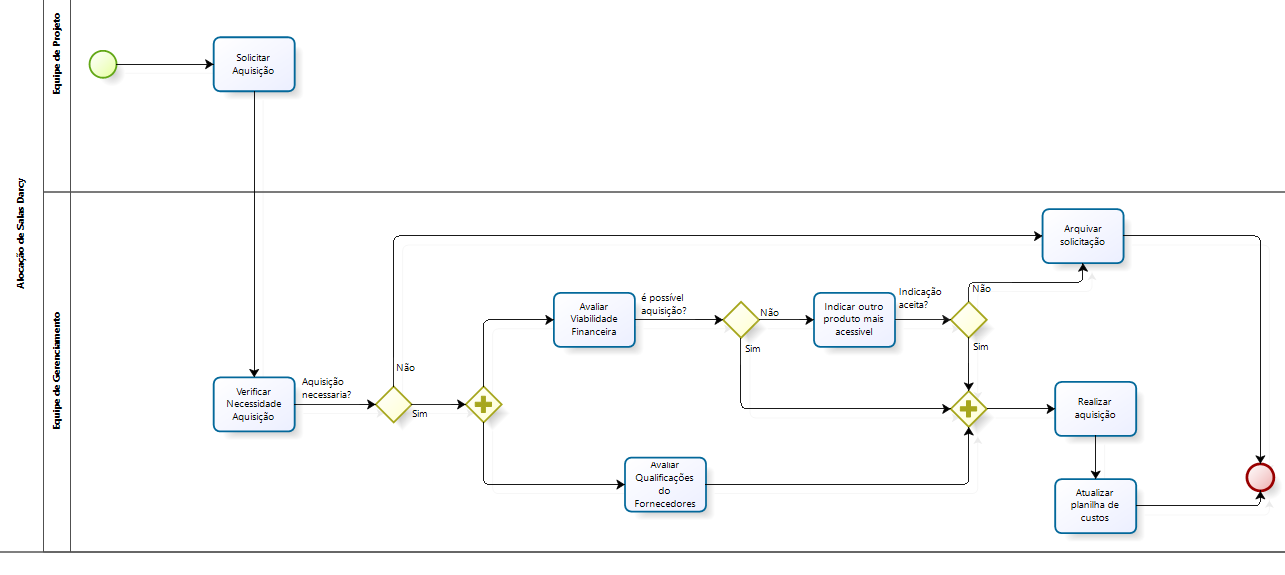 Alocação de Salas Darcy
Equipe de Projeto
Solicitar
Aquisição
Equipe de Gerenciamento
Verificar
Necessidade
Aquisição
Aquisição
necessaria?
Não
Sim
Avaliar
Viabilidade
Financeira
é possível
aquisição?
Não
Sim
Indicar outro
produto mais
acessivel
Indicação
aceita?
Não
Sim
Arquivar
solicitação
Avaliar
Qualificações
do
Fornecedores
Realizar
aquisição
Atualizar
planilha de
custos